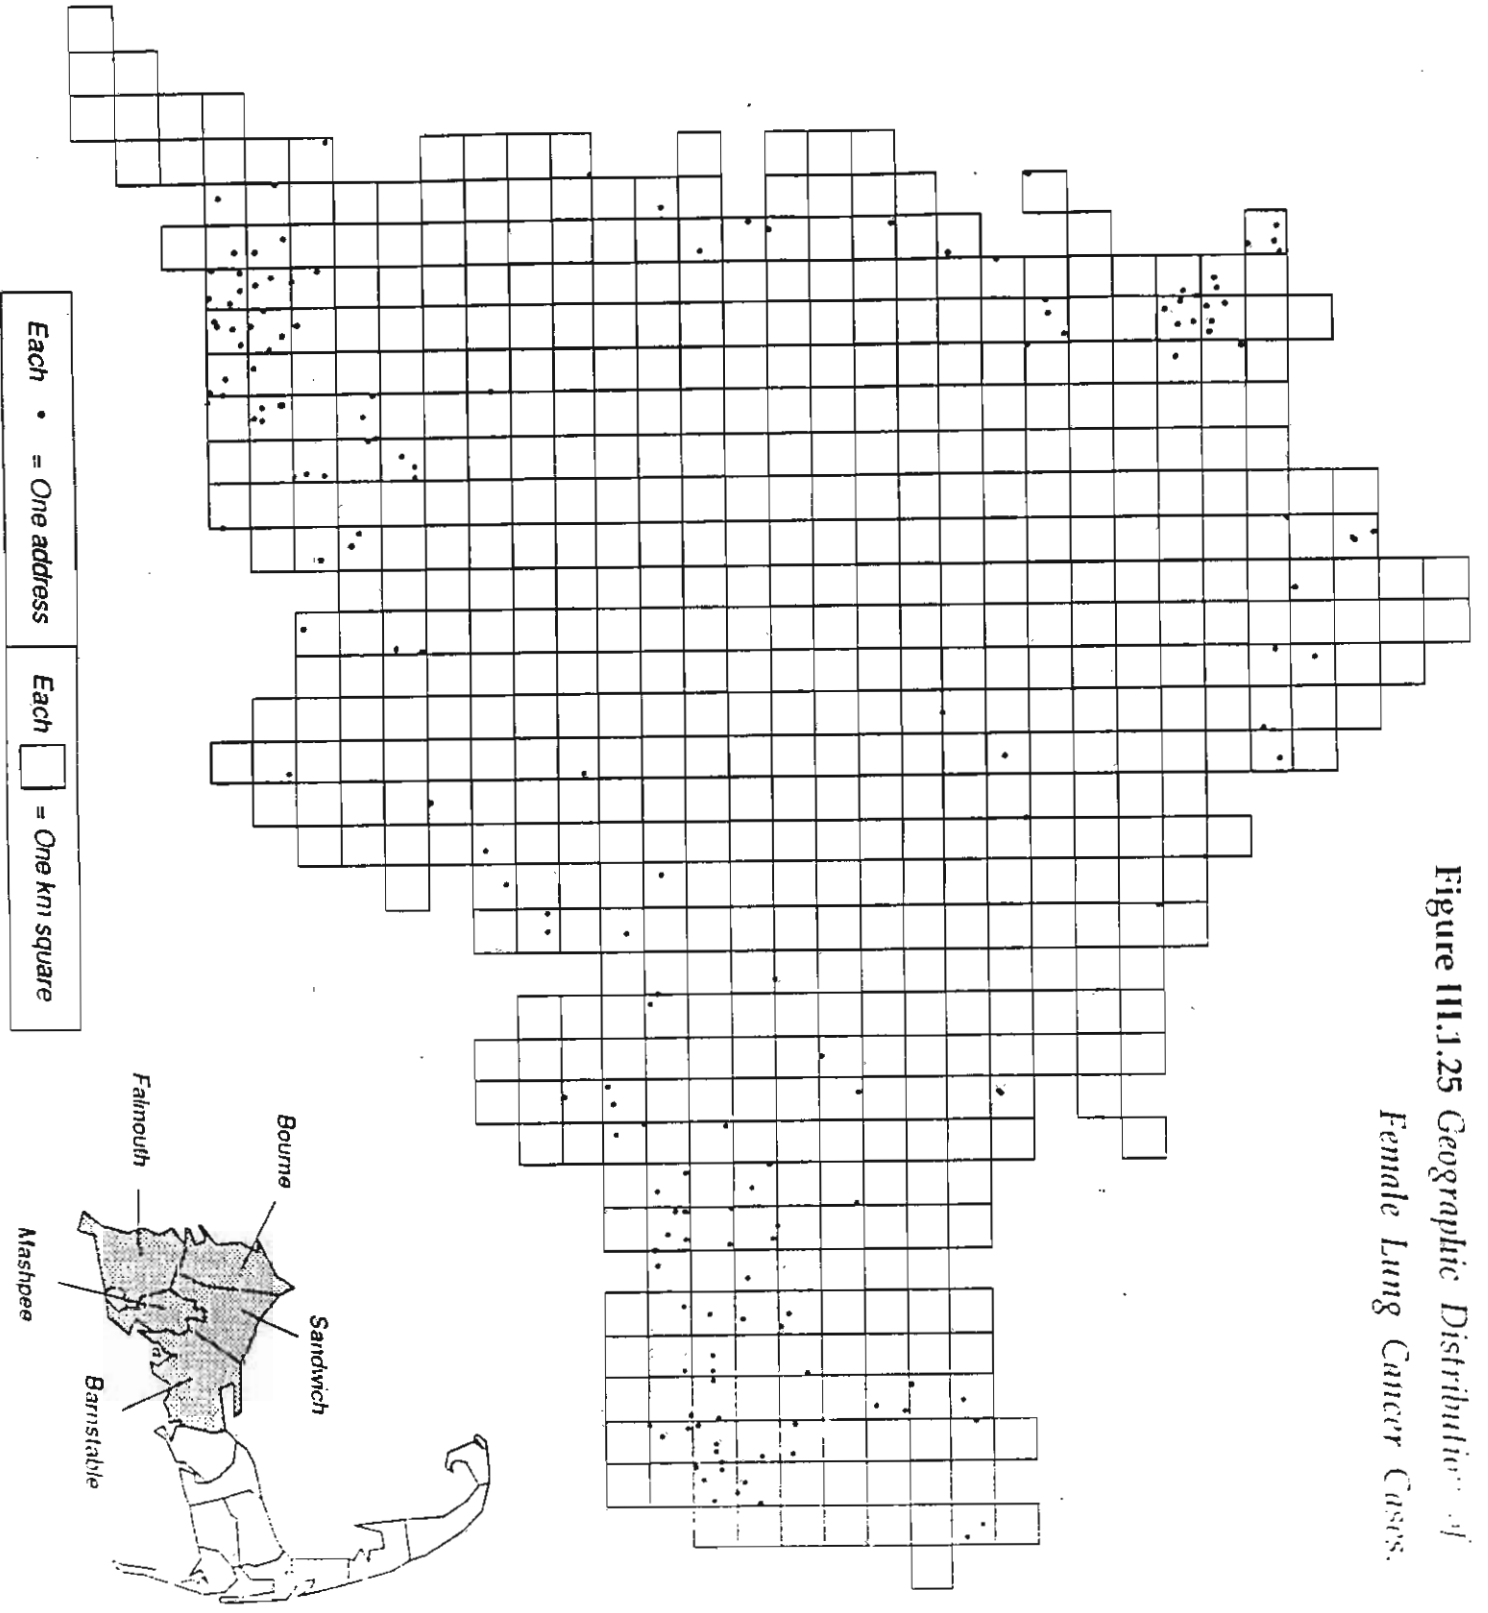 Figure III.1.25 Geographic Distribution of
Female Lung Cancer Cases.
Each • = One address
Each □ = One km square
Bourne
Falmouth
Sandwich
Mashpee
Barnstable